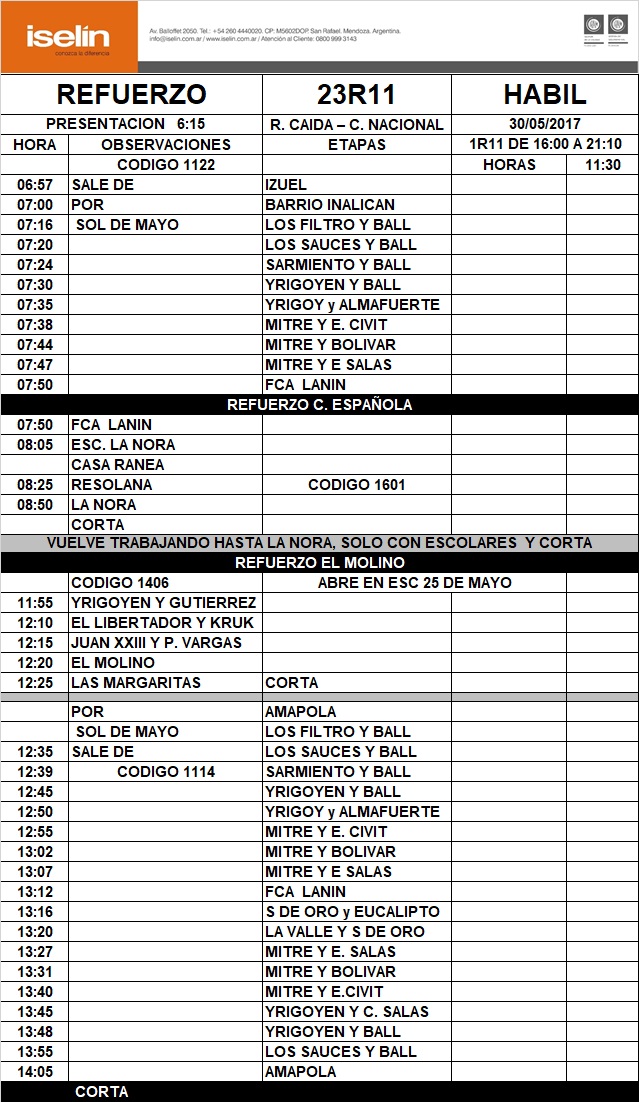 iselin
conozca la diferencia
Av. Balloffet 2050. Tel.: +54 260 4440020. CP: M5602DOP. San Rafael. Mendoza. Argentina.
info@iselin.com.ar / www.iselin.com.ar / Atención al Cliente: 0800 999 3143
REFUERZO 23R11 HABIL
PRESENTACION 6:15 R. CAIDA – C. NACIONAL 30/05/2017
HORA OBSERVACIONES ETAPAS 1R11 DE 16:00 A 21:10
CODIGO 1122 HORAS 11:30
06:57 SALE DE IZUEL
07:00 POR BARRIO INALICAN
07:16 SOL DE MAYO LOS FILTRO Y BALL
07:20 LOS SAUCES Y BALL
07:24 SARMIENTO Y BALL
07:30 YRIGOYEN Y BALL
07:35 YRIGOY y ALMAFUERTE
07:38 MITRE Y E. CIVIT
07:44 MITRE Y BOLIVAR
07:47 MITRE Y E SALAS
07:50 FCA LANIN
REFUERZO C. ESPAÑOLA
07:50 FCA LANIN
08:05 ESC. LA NORA
CASA RANEA
08:25 RESOLANA CODIGO 1601
08:50 LA NORA
CORTA
VUELVE TRABAJANDO HASTA LA NORA, SOLO CON ESCOLARES Y CORTA
REFUERZO EL MOLINO
CODIGO 1406 ABRE EN ESC 25 DE MAYO
11:55 YRIGOYEN Y GUTIERREZ
12:10 EL LIBERTADOR Y KRUK
12:15 JUAN XXIII Y P. VARGAS
12:20 EL MOLINO
12:25 LAS MARGARITAS CORTA
POR AMAPOLA
SOL DE MAYO LOS FILTRO Y BALL
12:35 SALE DE LOS SAUCES Y BALL
12:39 CODIGO 1114 SARMIENTO Y BALL
12:45 YRIGOYEN Y BALL
12:50 YRIGOY y ALMAFUERTE
12:55 MITRE Y E. CIVIT
13:02 MITRE Y BOLIVAR
13:07 MITRE Y E SALAS
13:12 FCA LANIN
13:16 S DE ORO y EUCALIPTO
13:20 LA VALLE Y S DE ORO
13:27 MITRE Y E. SALAS
13:31 MITRE Y BOLIVAR
13:40 MITRE Y E.CIVIT
13:45 YRIGOYEN Y C. SALAS
13:48 YRIGOYEN Y BALL
13:55 LOS SAUCES Y BALL
14:05 AMAPOLA
CORTA